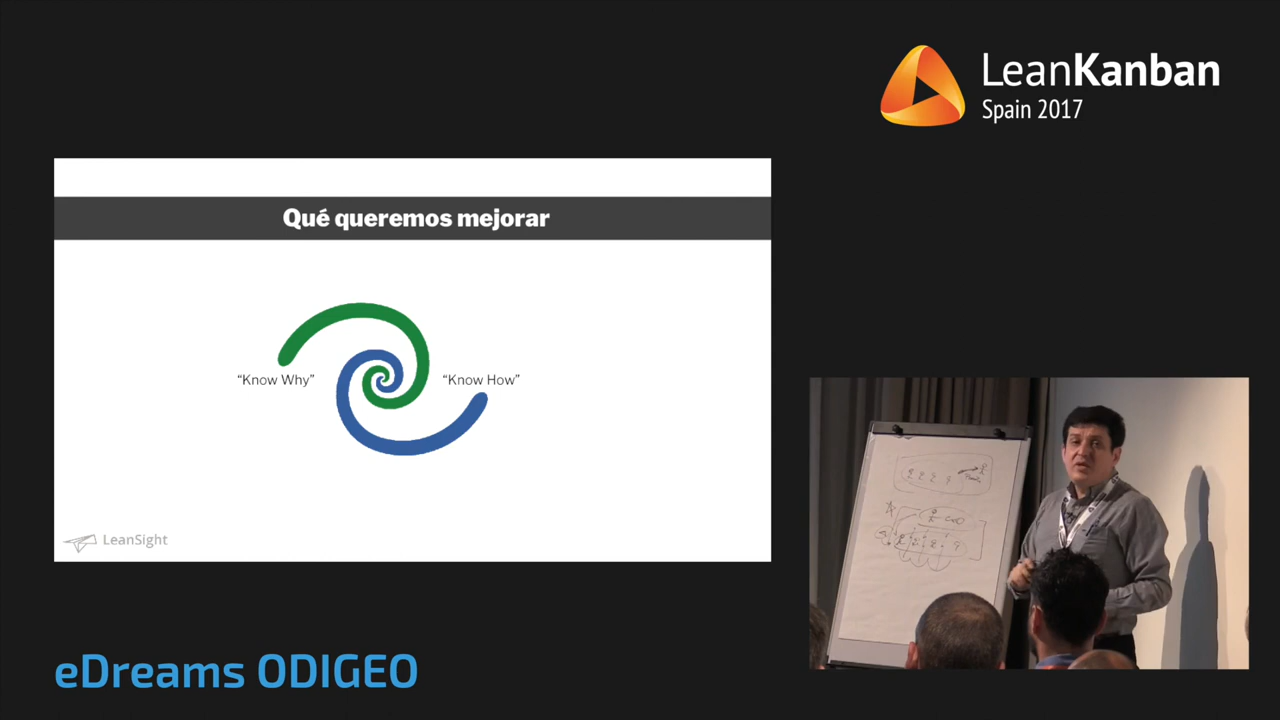 LeanKanban
Spain 2017
Qué queremos mejorar
“Know Why”
“Know How”
LeanSight
eDreams ODIGEO